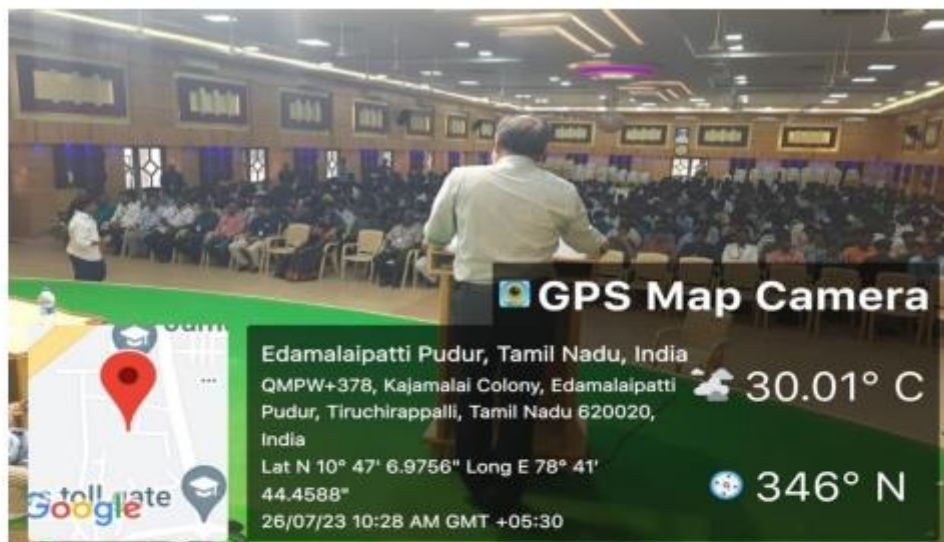 GPS Map Camera
Edamalaipatti Pudur, Tamil Nadu, India
QMPW+378, Kajamalai Colony, Edamalaipatti
Pudur, Tiruchirappalli, Tamil Nadu 620020,
India
Lat N 10° 47' 6.9756" Long E 78° 41'
44.4588"
26/07/23 10:28 AM GMT +05:30
30.01° C
346° N
Google